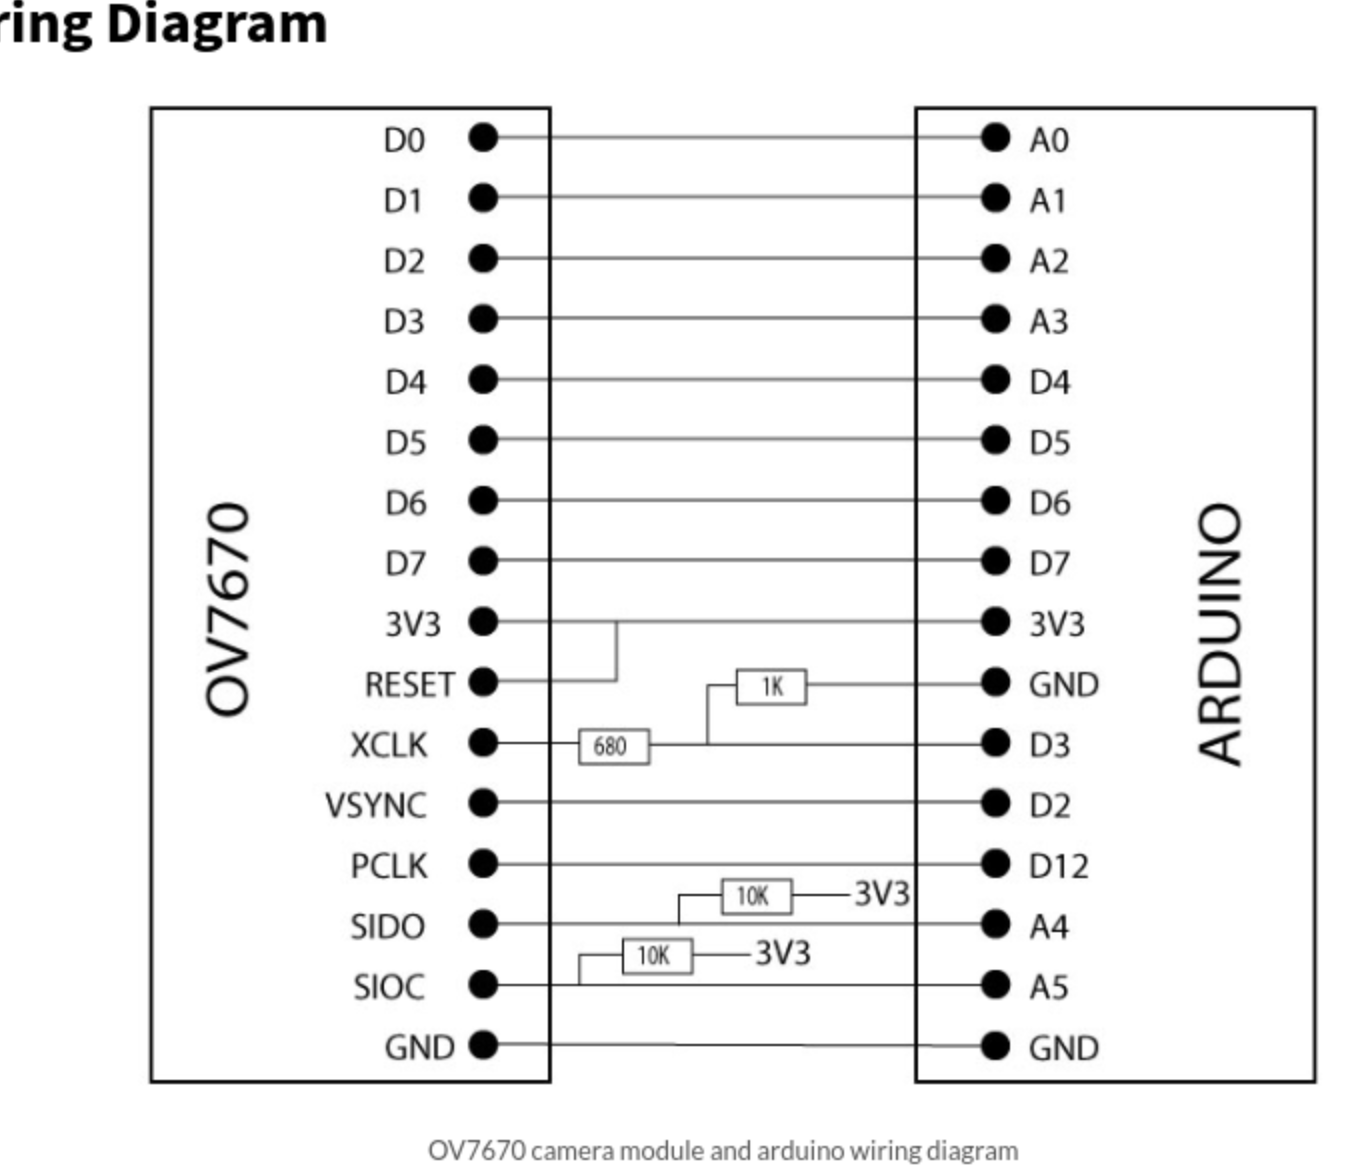 ring Diagram
D0 A0
D1 A1
D2 A2
D3 A3
D4 D4
D5 D5
D6 D6
D7 D7
3V3 3V3
RESET 1K GND
XCLK 680 D3
VSYNC D2
PCLK D12
10K 3V3
SIDO A4
10K 3V3
SIOC A5
GND GND
OV7670
ARDUINO
OV7670 camera module and arduino wiring diagram